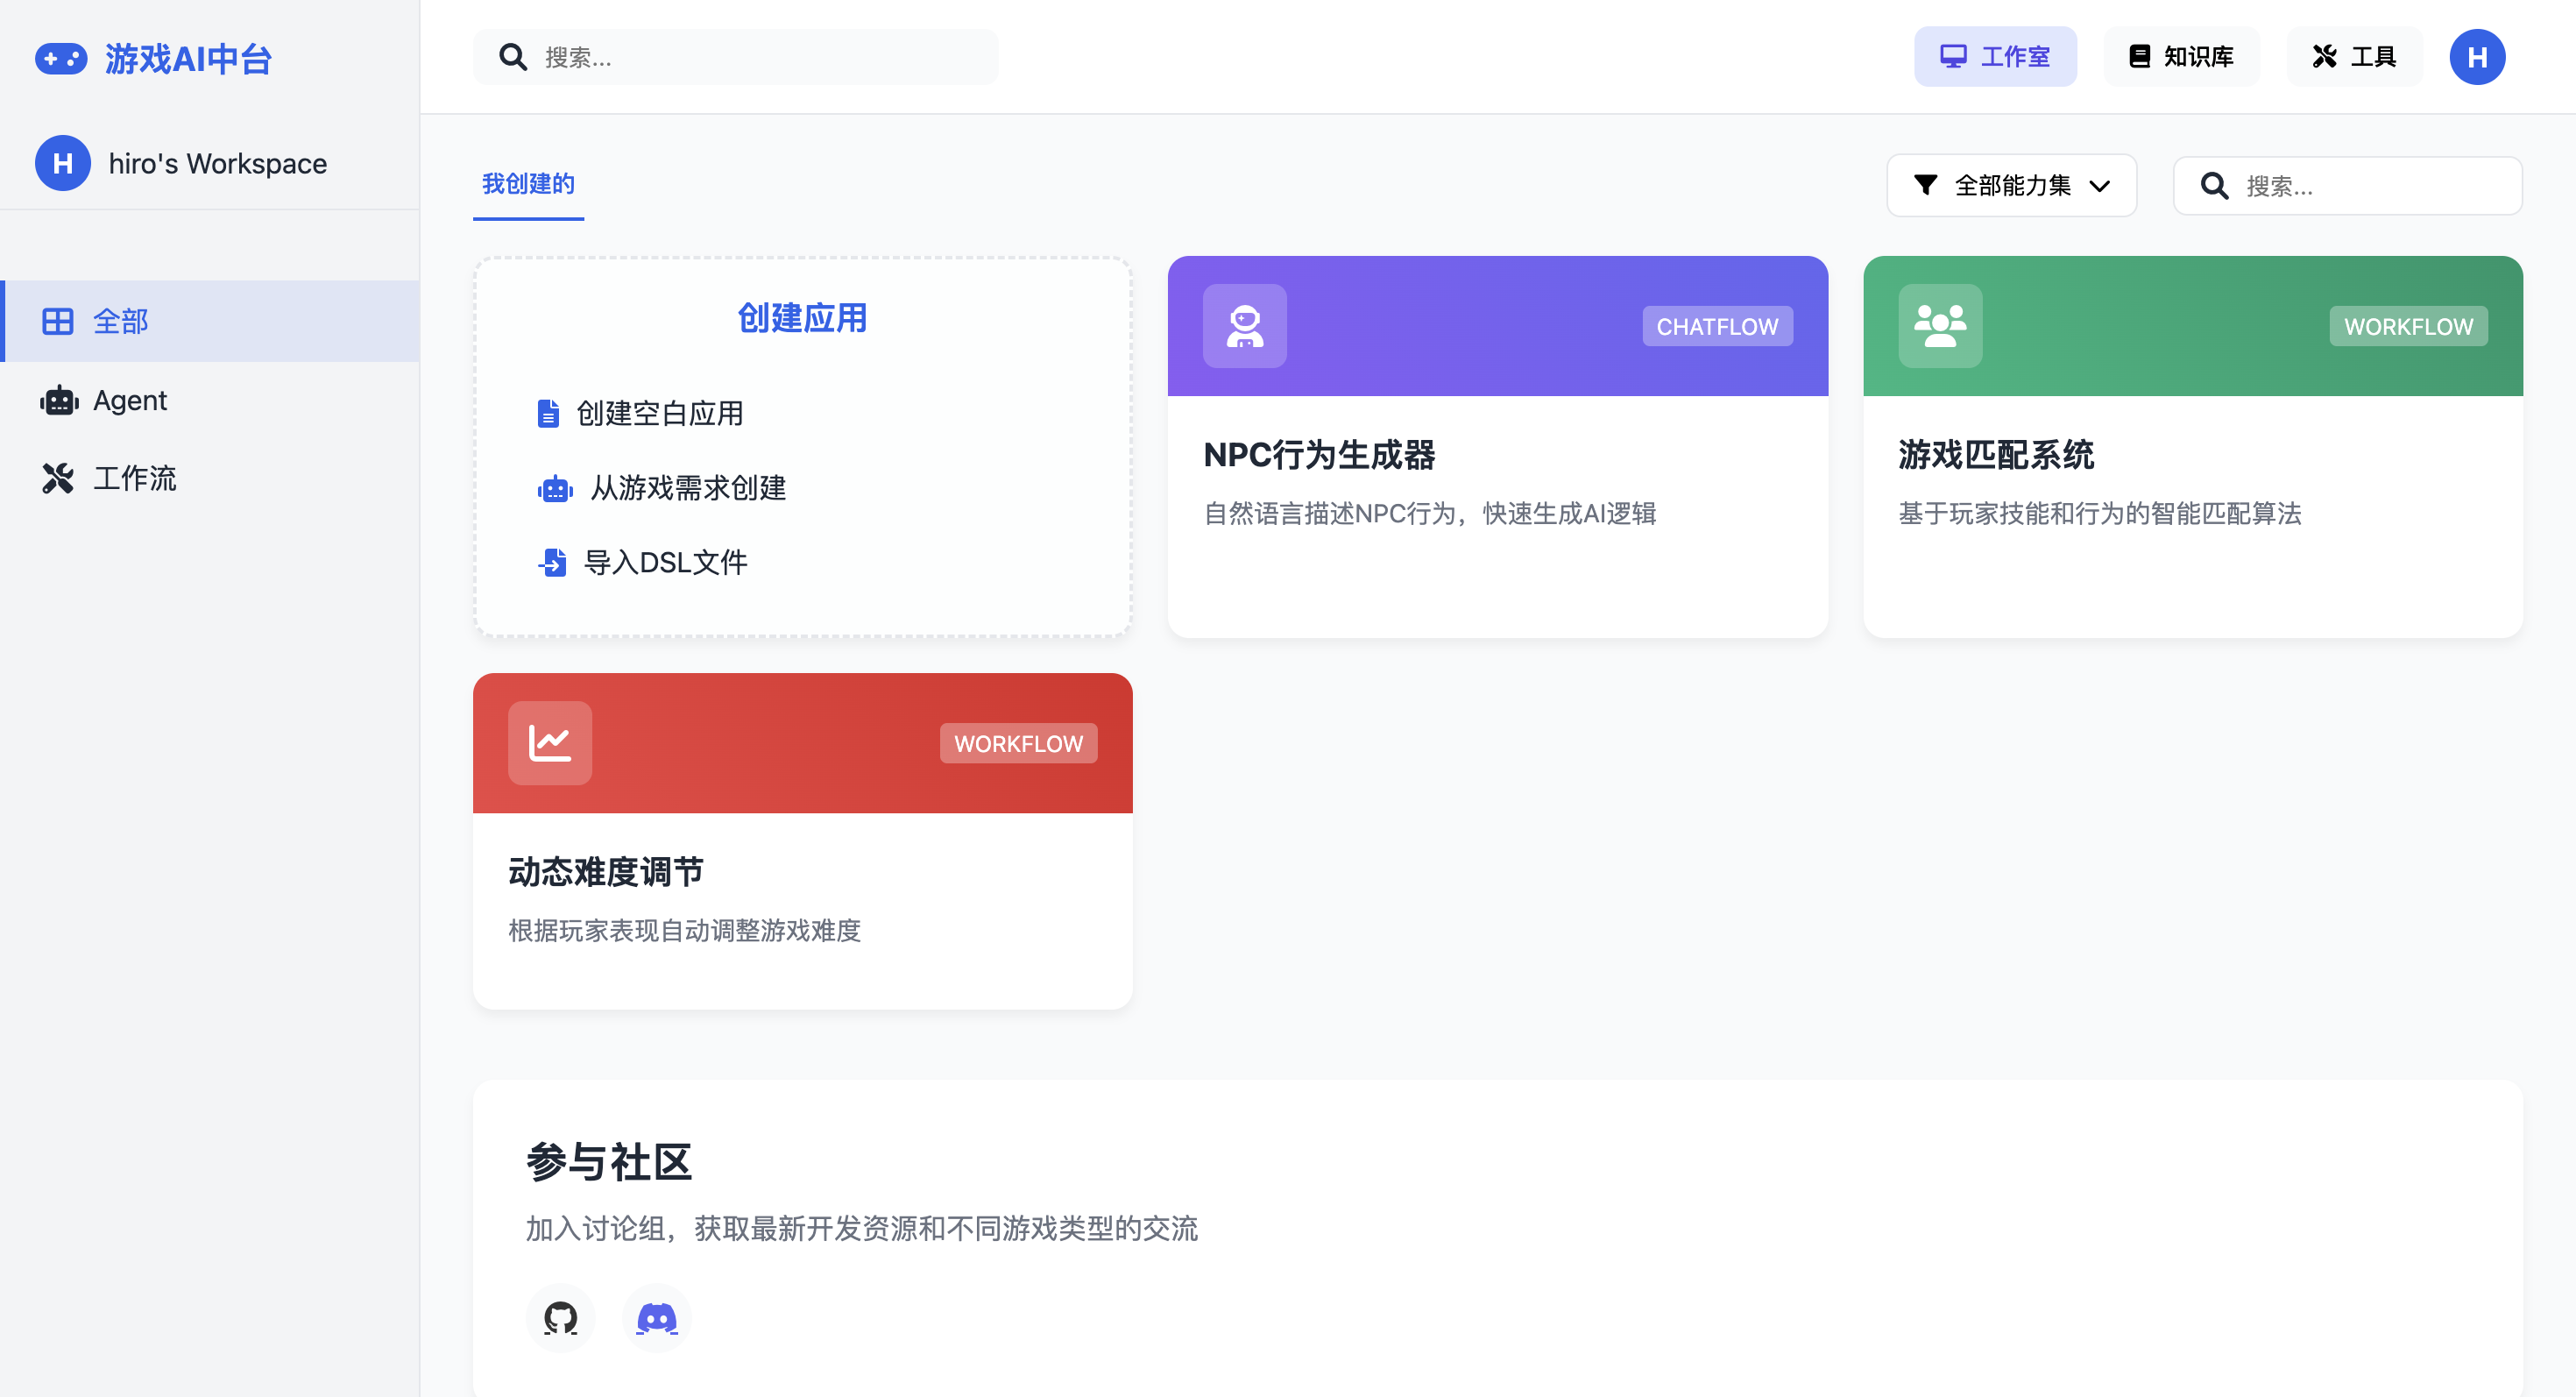 游戏AI中台
搜索...
工作室
知识库
工具
H
H
hiro's Workspace
全部
Agent
工作流
我创建的
全部能力集
搜索...
创建应用
创建空白应用
从游戏需求创建
导入DSL文件
CHATFLOW
NPC行为生成器
自然语言描述NPC行为，快速生成AI逻辑
WORKFLOW
游戏匹配系统
基于玩家技能和行为的智能匹配算法
WORKFLOW
动态难度调节
根据玩家表现自动调整游戏难度
参与社区
加入讨论组，获取最新开发资源和不同游戏类型的交流